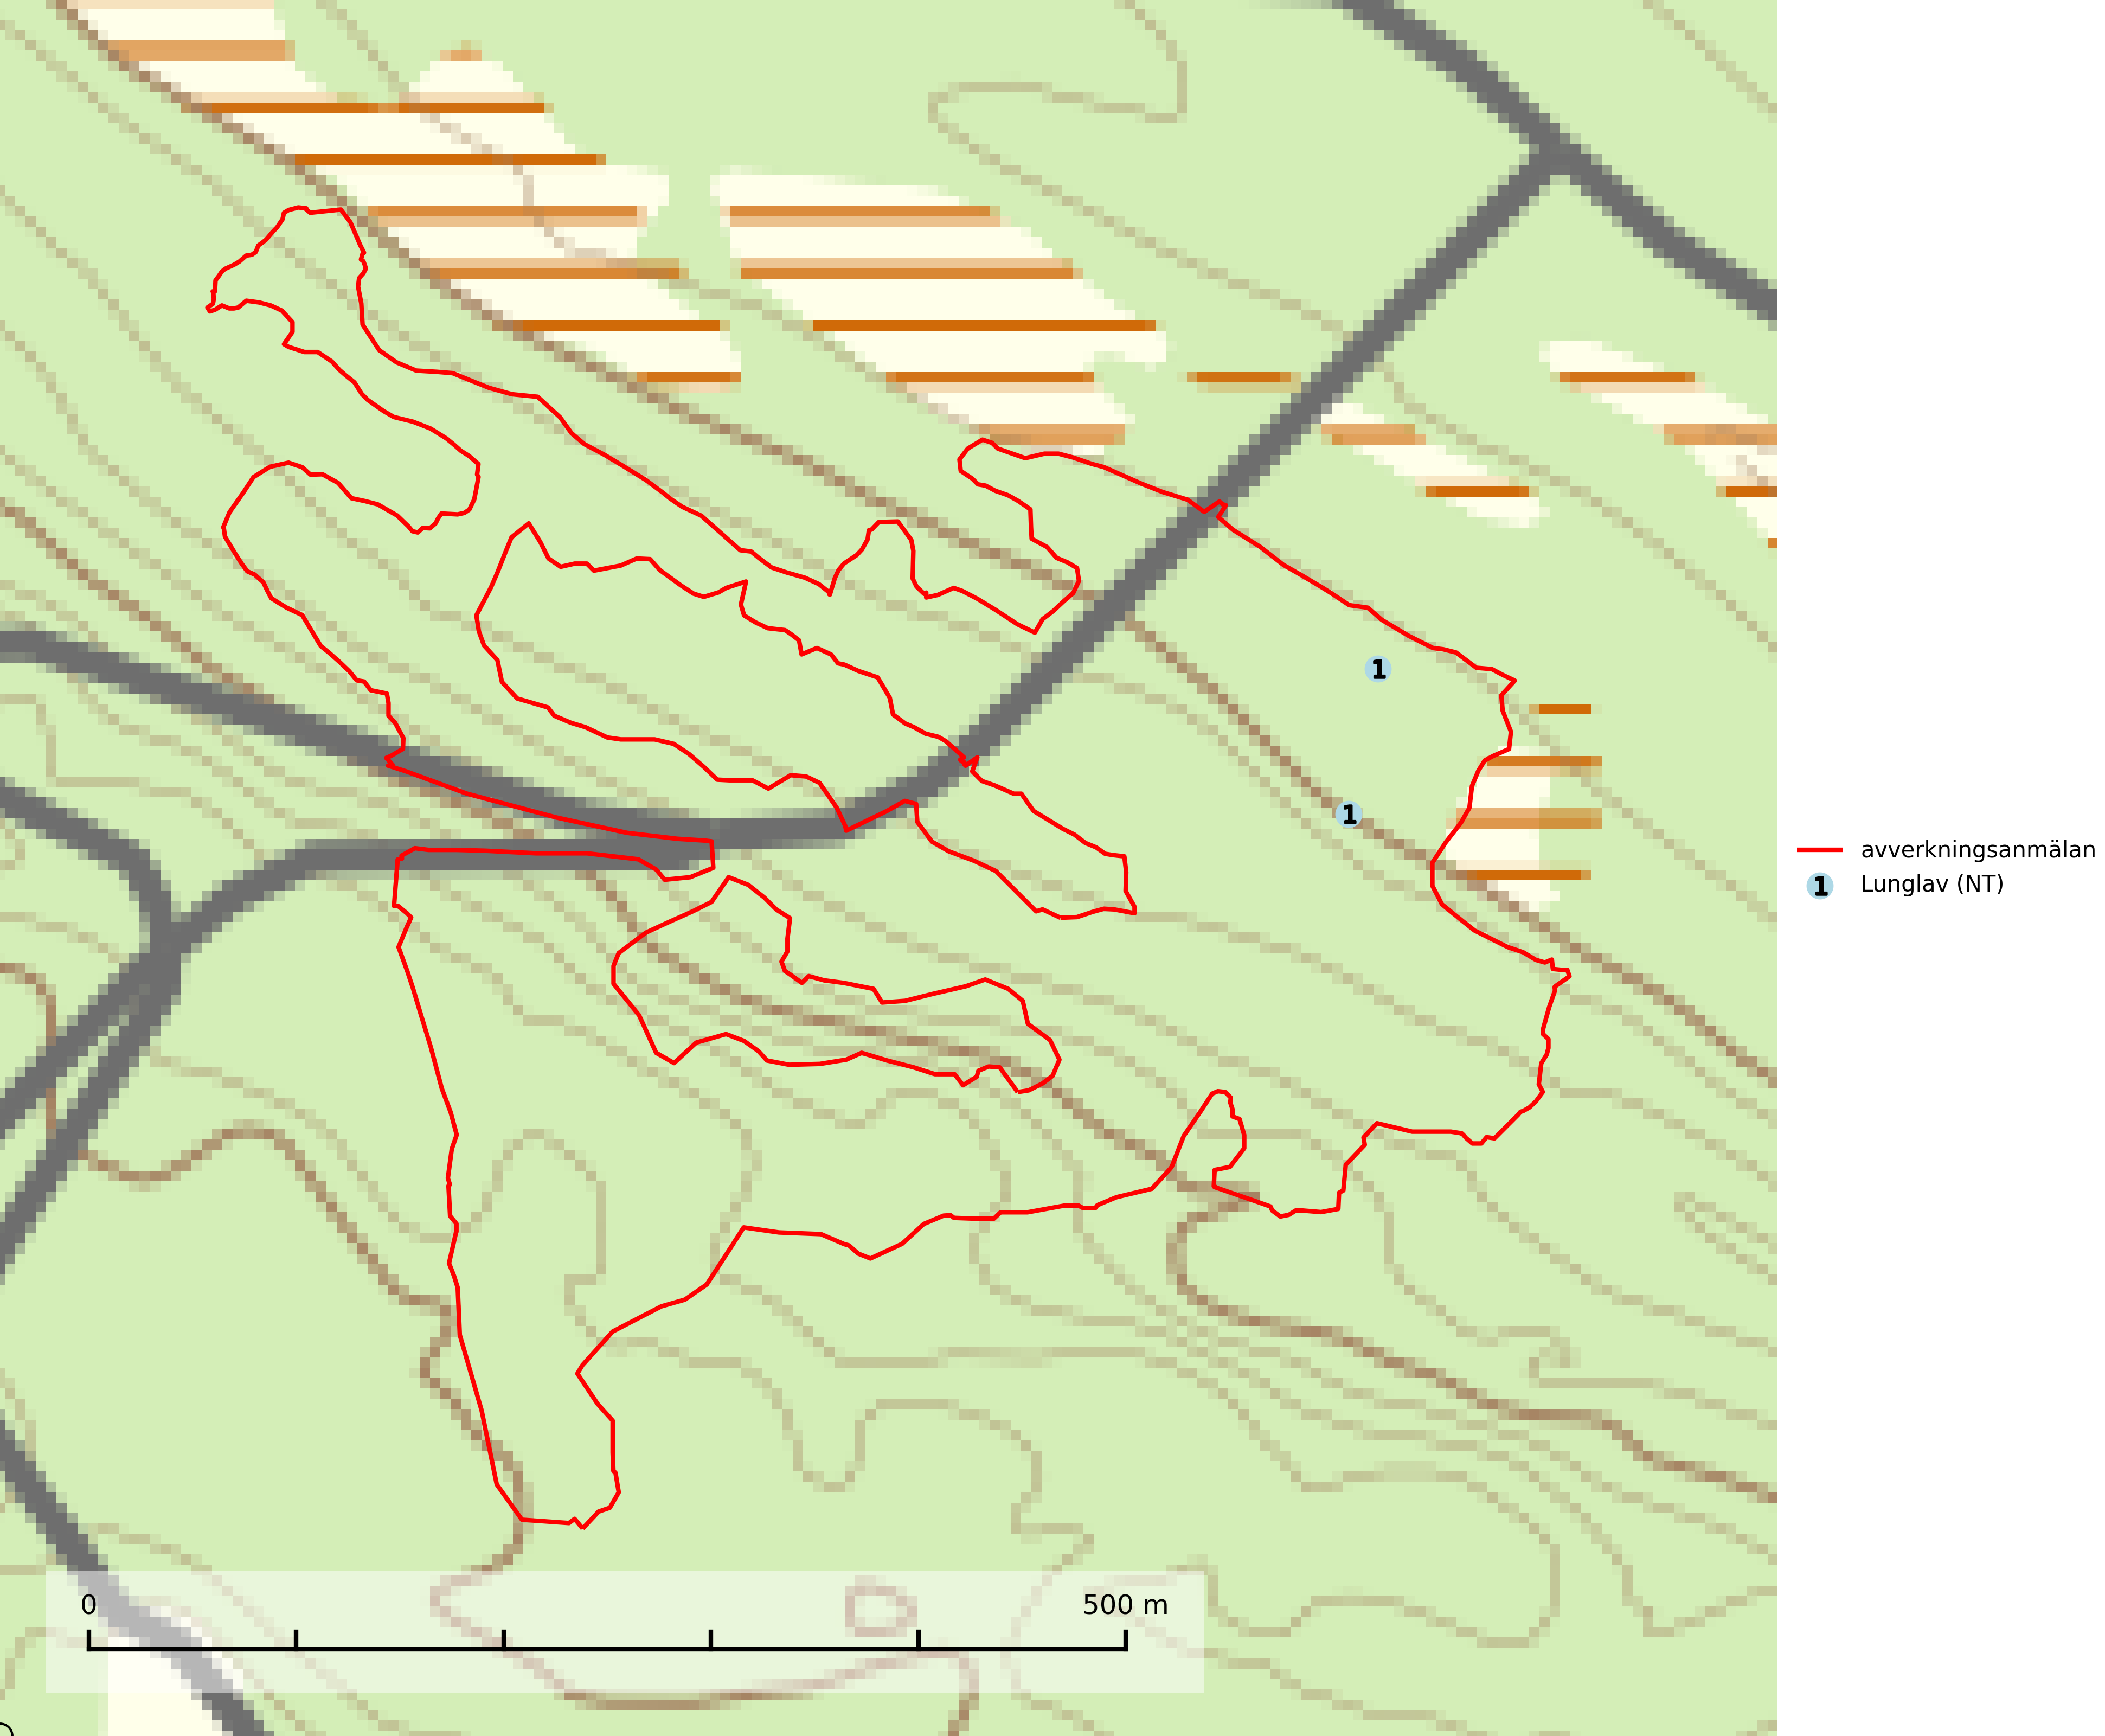 1
1
avverkningsanmälan
1 Lunglav (NT)
0 500 m